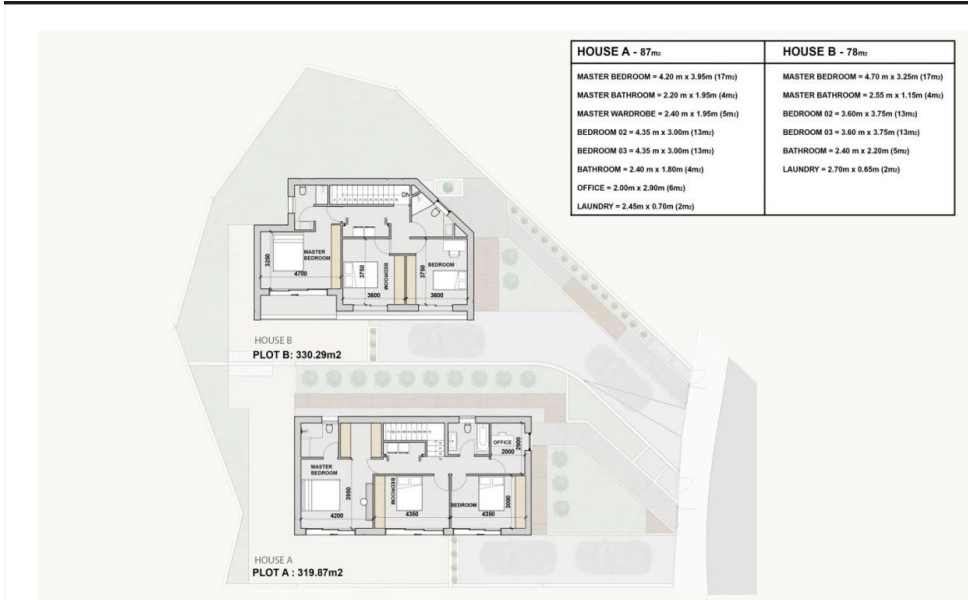 HOUSE A - 87m2
MASTER BEDROOM = 4.20 m x 3.95m (17m2)
MASTER BATHROOM = 2.20 m x 1.95m (4m2)
MASTER WARDROBE = 2.40 m x 1.95m (5m2)
BEDROOM 02 = 4.35 m x 3.00m (13m2)
BEDROOM 03 = 4.35 m x 3.00m (13m2)
BATHROOM = 2.40 m x 1.80m (4m2)
OFFICE = 2.00m x 2.90m (6m2)
LAUNDRY = 2.45m x 0.70m (2m2)
HOUSE B - 78m2
MASTER BEDROOM = 4.70 m x 3.25m (17m2)
MASTER BATHROOM = 2.55 m x 1.15m (4m2)
BEDROOM 02 = 3.60m x 3.75m (13m2)
BEDROOM 03 = 3.60 m x 3.75m (13m2)
BATHROOM = 2.40 m x 2.20m (5m2)
LAUNDRY = 2.70m x 0.65m (2m2)
DN
MASTER
BEDROOM
3250
4700
BEDROOM
3750
3600
BEDROOM
3750
3600
HOUSE B
PLOT B: 330.29m2
MASTER
BEDROOM
3950
4200
BEDROOM
4350
BEDROOM
3000
4350
OFFICE
2900
2000
HOUSE A
PLOT A : 319.87m2